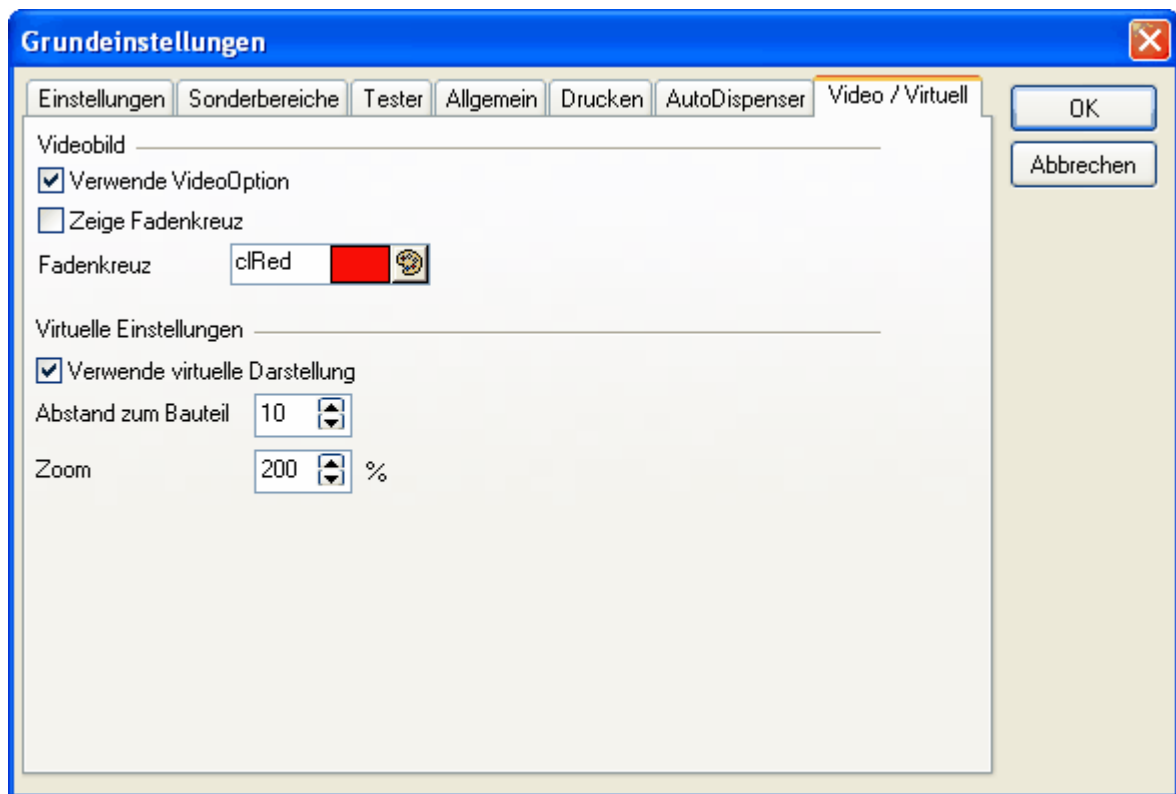 Grundeinstellungen
Einstellungen Sonderbereiche Tester Allgemein Drucken AutoDispenser Video / Virtuell
OK
Abbrechen
Videobild
Verwende VideoOption
Zeige Fadenkreuz
Fadenkreuz clRed
Virtuelle Einstellungen
Verwende virtuelle Darstellung
Abstand zum Bauteil 10
Zoom 200 %